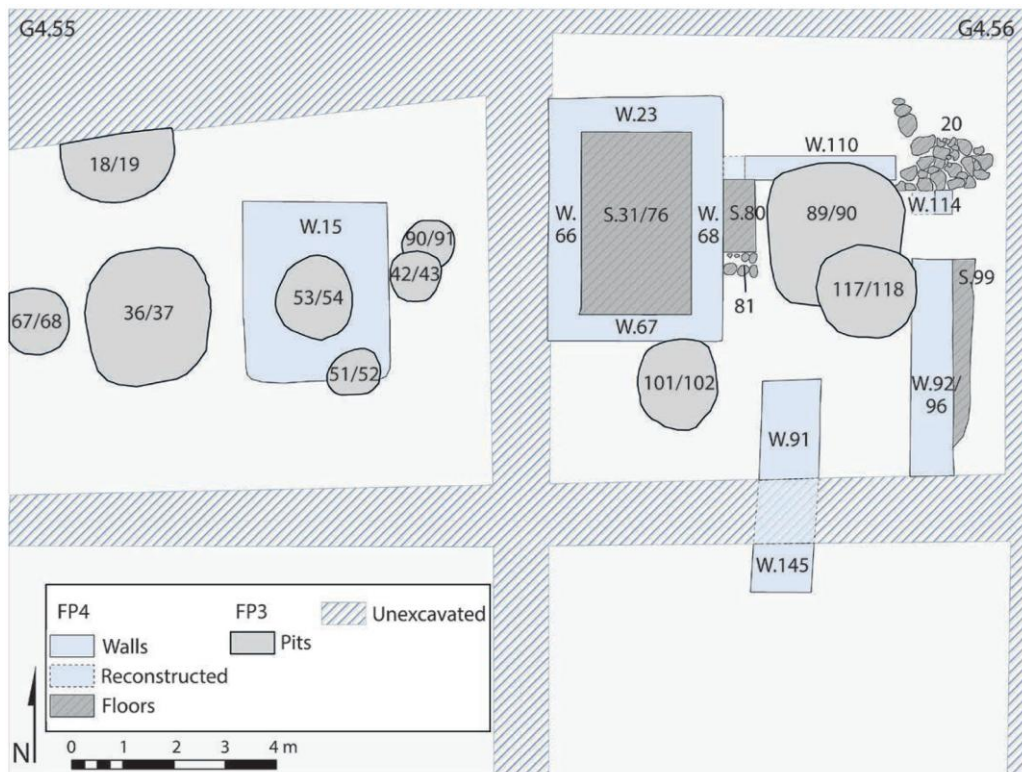 G4.55
G4.56
W.23
20
W.110
18/19
W.
66
S.31/76
W.
68
S.80
89/90
W.114
W.15
90/91
42/43
53/54
36/37
67/68
81
117/118
S.99
W.67
51/52
101/102
W.92/
96
W.91
W.145
FP4
FP3
Unexcavated
Walls
Pits
Reconstructed
Floors
N
0 1 2 3 4 m